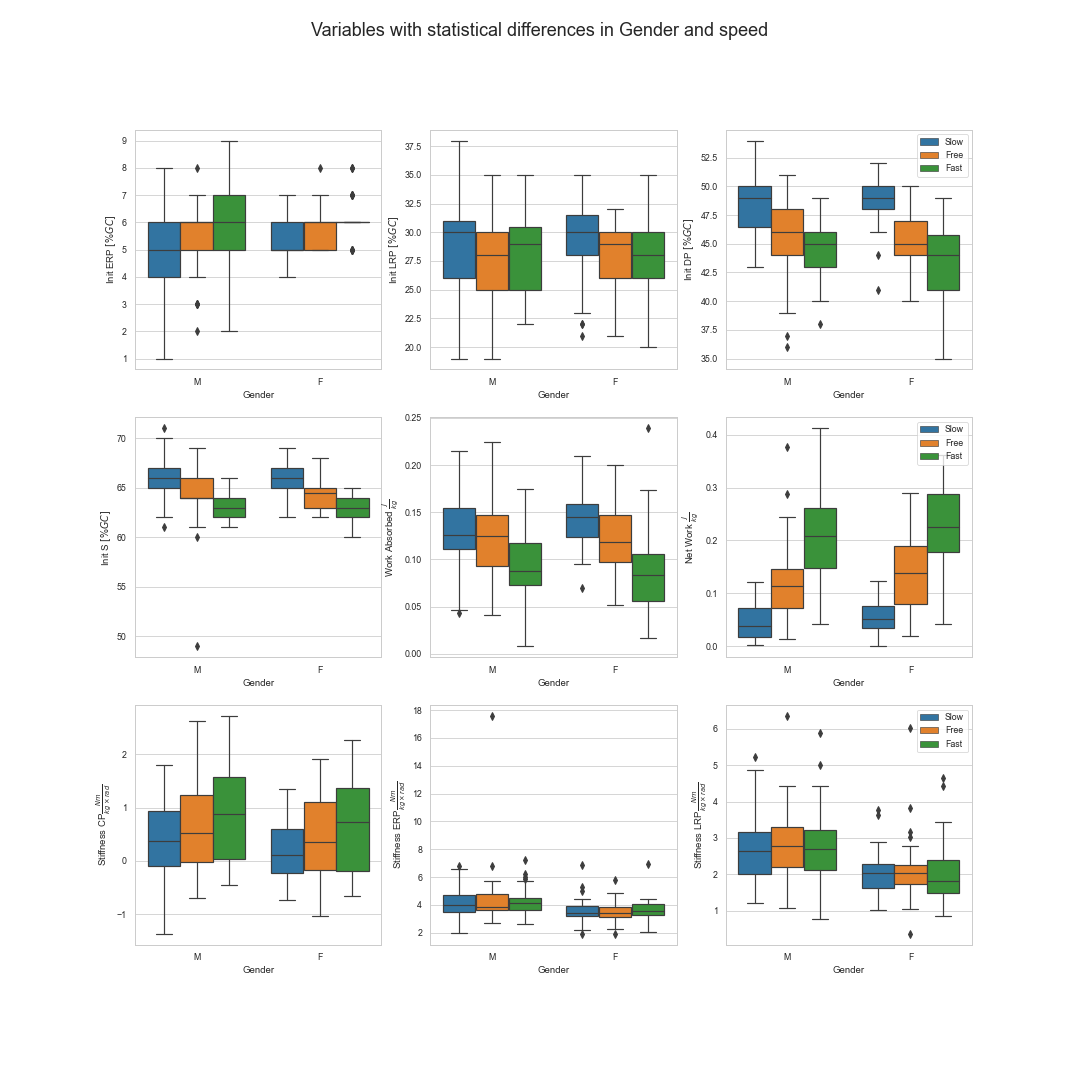 Variables with statistical differences in Gender and speed
Init ERP [%GC]
9
8
7
6
5
4
3
2
1
M
F
Gender
Init LRP [%GC]
37.5
35.0
32.5
30.0
27.5
25.0
22.5
20.0
M
F
Gender
Init DP [%GC]
52.5
50.0
47.5
45.0
42.5
40.0
37.5
35.0
Slow
Free
Fast
M
F
Gender
Init S [%GC]
70
65
60
55
50
M
F
Gender
Work Absorbed J/kg
0.25
0.20
0.15
0.10
0.05
0.00
M
F
Gender
Net Work J/kg
0.4
0.3
0.2
0.1
0.0
Slow
Free
Fast
M
F
Gender
Stiffness CP Nm/kg × rad
2
1
0
−1
M
F
Gender
Stiffness ERP Nm/kg × rad
18
16
14
12
10
8
6
4
2
M
F
Gender
Stiffness LRP Nm/kg × rad
6
5
4
3
2
1
Slow
Free
Fast
M
F
Gender